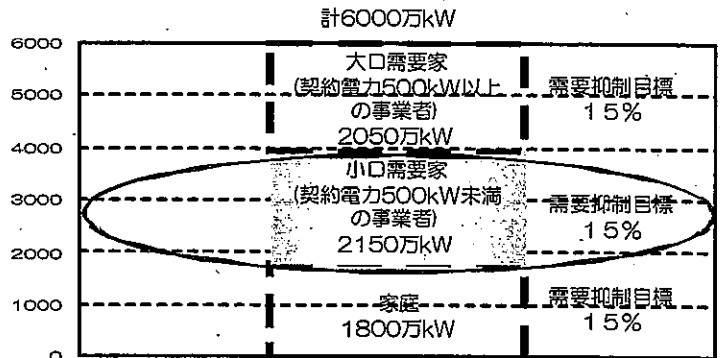 計6000万kW
6000
大口需要家
(契約電力500kW以上
の事業者)
2050万kW
需要抑制目標
15%
5000
4000
小口需要家
(契約電力500kW未満
の事業者)
2150万kW
需要抑制目標
15%
3000
2000
1000
家庭
1800万kW
需要抑制目標
15%
0